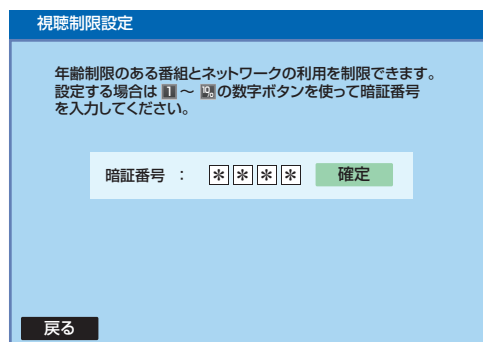 視聴制限設定
年齢制限のある番組とネットワークの利用を制限できます。
設定する場合は 1 ～ 10/0 の数字ボタンを使って暗証番号
を入力してください。
暗証番号 ： ＊ ＊ ＊ ＊ 確定
戻る